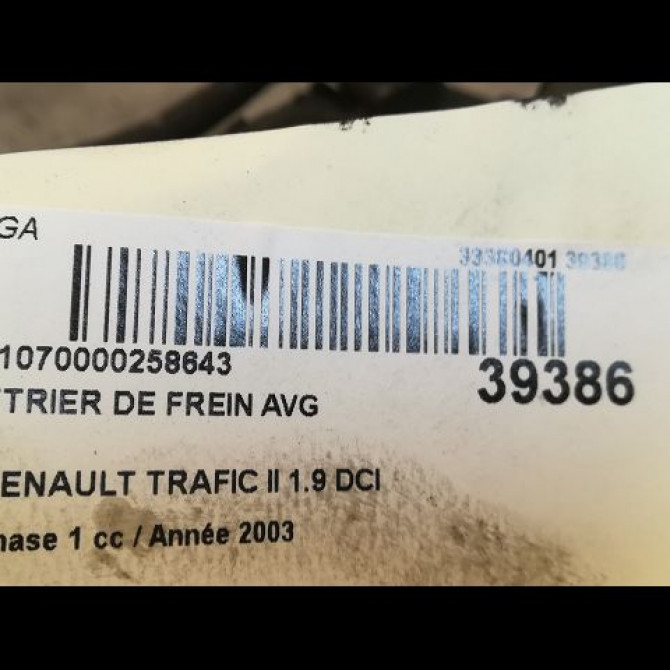 GA
33380401 39386
1070000258643
39386
TRIER DE FREIN AVG
ENAULT TRAFIC II 1.9 DCI
hase 1 cc / Année 2003